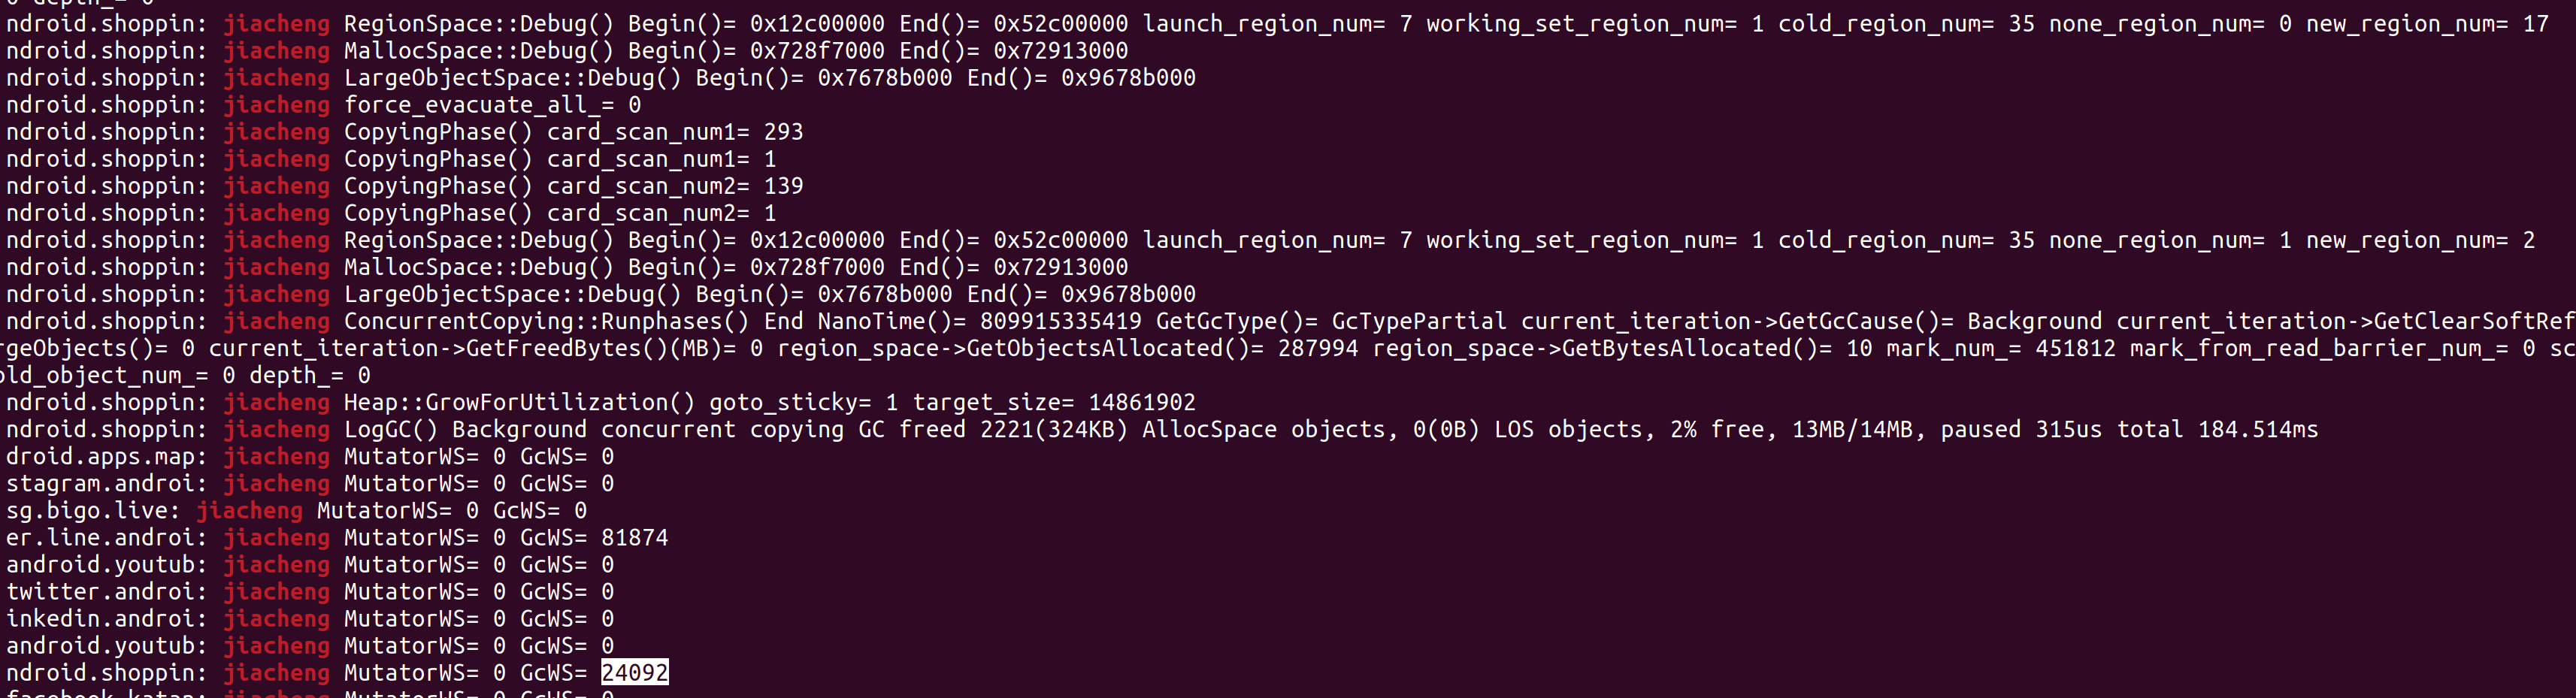 0 depth_= 0
ndroid.shoppin: jiacheng RegionSpace::Debug() Begin()= 0x12c00000 End()= 0x52c00000 launch_region_num= 7 working_set_region_num= 1 cold_region_num= 35 none_region_num= 0 new_region_num= 17
ndroid.shoppin: jiacheng MallocSpace::Debug() Begin()= 0x728f7000 End()= 0x72913000
ndroid.shoppin: jiacheng LargeObjectSpace::Debug() Begin()= 0x7678b000 End()= 0x9678b000
ndroid.shoppin: jiacheng force_evacuate_all_= 0
ndroid.shoppin: jiacheng CopyingPhase() card_scan_num1= 293
ndroid.shoppin: jiacheng CopyingPhase() card_scan_num1= 1
ndroid.shoppin: jiacheng CopyingPhase() card_scan_num2= 139
ndroid.shoppin: jiacheng CopyingPhase() card_scan_num2= 1
ndroid.shoppin: jiacheng RegionSpace::Debug() Begin()= 0x12c00000 End()= 0x52c00000 launch_region_num= 7 working_set_region_num= 1 cold_region_num= 35 none_region_num= 1 new_region_num= 2
ndroid.shoppin: jiacheng MallocSpace::Debug() Begin()= 0x728f7000 End()= 0x72913000
ndroid.shoppin: jiacheng LargeObjectSpace::Debug() Begin()= 0x7678b000 End()= 0x9678b000
ndroid.shoppin: jiacheng ConcurrentCopying::Runphases() End NanoTime()= 809915335419 GetGcType()= GcTypePartial current_iteration->GetGcCause()= Background current_iteration->GetClearSoftRef
rgeObjects()= 0 current_iteration->GetFreedBytes()(MB)= 0 region_space->GetObjectsAllocated()= 287994 region_space->GetBytesAllocated()= 10 mark_num_= 451812 mark_from_read_barrier_num_= 0 sc
old_object_num_= 0 depth_= 0
ndroid.shoppin: jiacheng Heap::GrowForUtilization() goto_sticky= 1 target_size= 14861902
ndroid.shoppin: jiacheng LogGC() Background concurrent copying GC freed 2221(324KB) AllocSpace objects, 0(0B) LOS objects, 2% free, 13MB/14MB, paused 315us total 184.514ms
droid.apps.map: jiacheng MutatorWS= 0 GcWS= 0
stagram.androi: jiacheng MutatorWS= 0 GcWS= 0
sg.bigo.live: jiacheng MutatorWS= 0 GcWS= 0
er.line.androi: jiacheng MutatorWS= 0 GcWS= 81874
android.youtub: jiacheng MutatorWS= 0 GcWS= 0
twitter.androi: jiacheng MutatorWS= 0 GcWS= 0
inkedin.androi: jiacheng MutatorWS= 0 GcWS= 0
android.youtub: jiacheng MutatorWS= 0 GcWS= 0
ndroid.shoppin: jiacheng MutatorWS= 0 GcWS= 24092
facebook.katan: jiacheng MutatorWS= 0 GcWS= 0